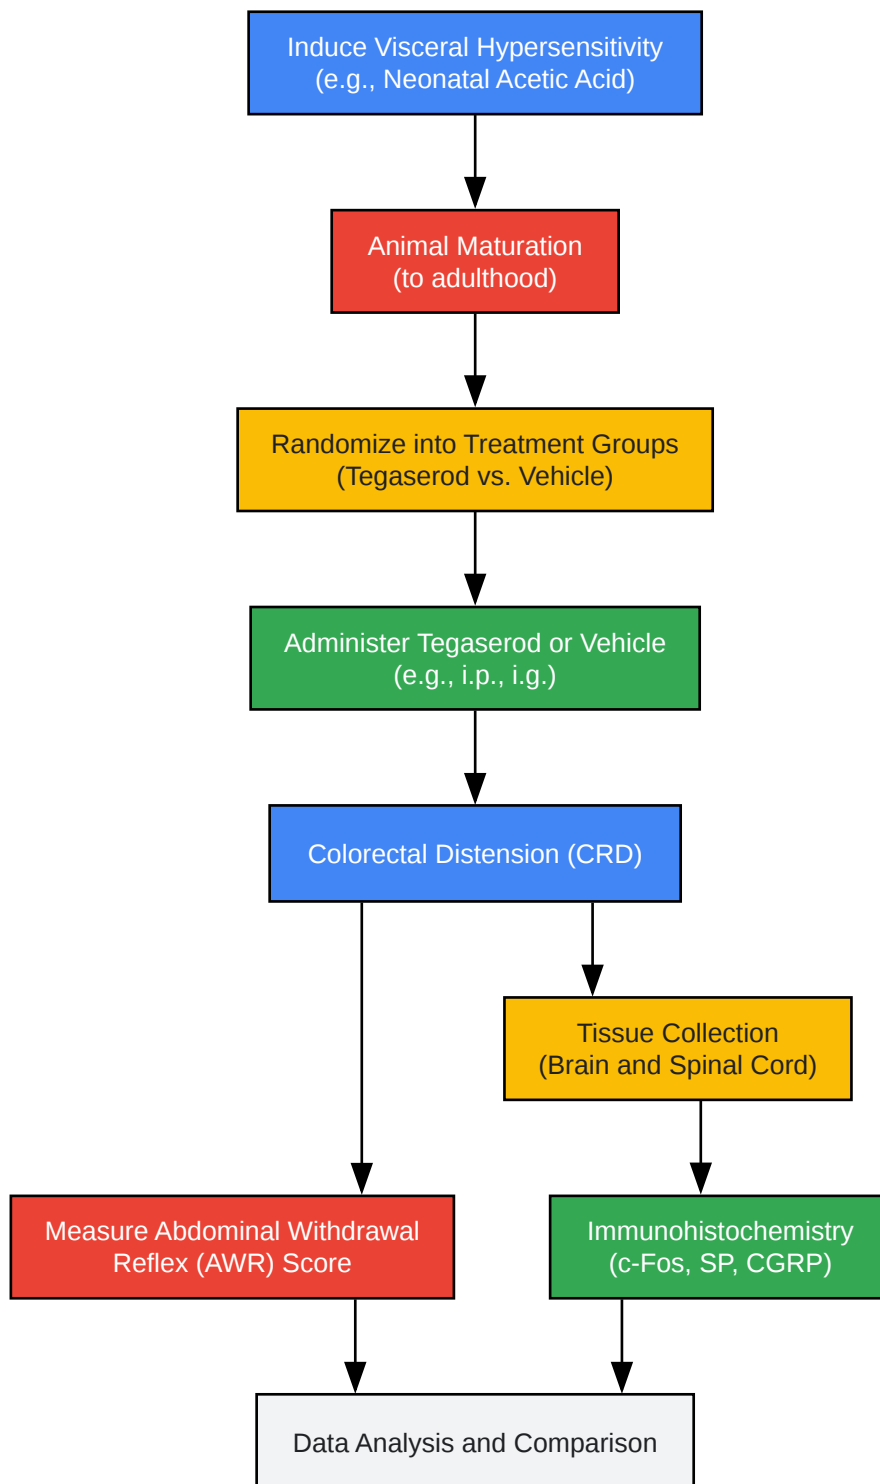 Induce Visceral Hypersensitivity
(e.g., Neonatal Acetic Acid)
Animal Maturation
(to adulthood)
Randomize into Treatment Groups
(Tegaserod vs. Vehicle)
Administer Tegaserod or Vehicle
(e.g., i.p., i.g.)
Colorectal Distension (CRD)
Tissue Collection
(Brain and Spinal Cord)
Measure Abdominal Withdrawal
Reflex (AWR) Score
Immunohistochemistry
(c-Fos, SP, CGRP)
Data Analysis and Comparison